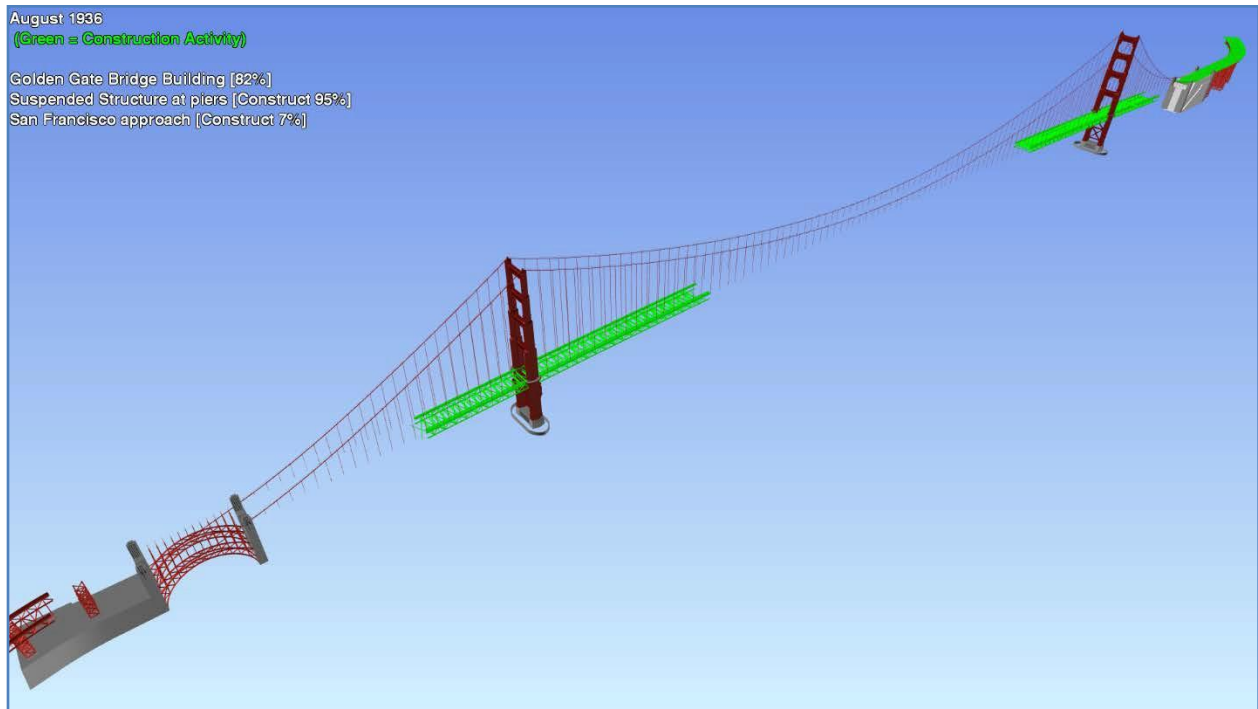 August 1936
(Green = Construction Activity)
Golden Gate Bridge Building [82%]
Suspended Structure at piers [Construct 95%]
San Francisco approach [Construct 7%]